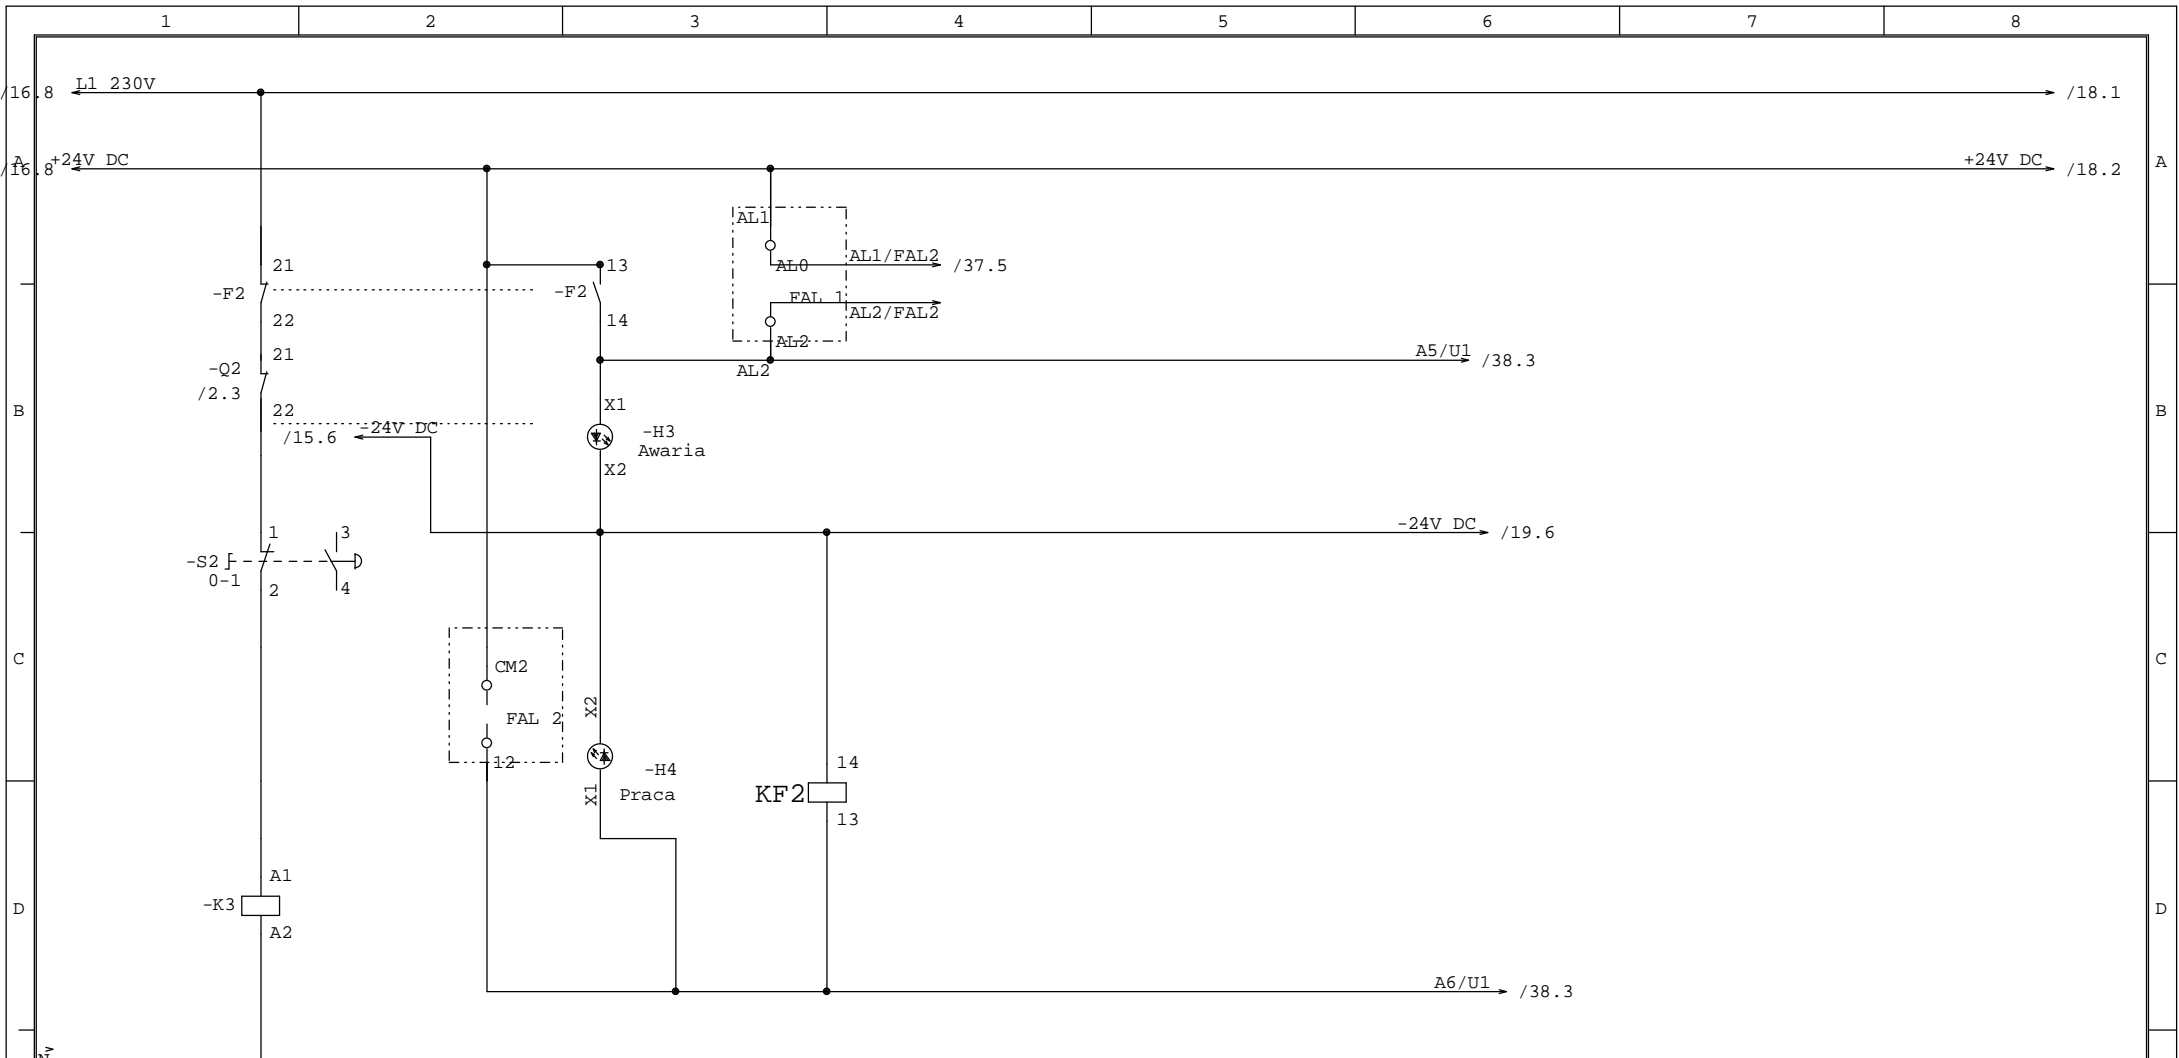 1 2 3 4 5 6 7 8
L1 230V
/16.8 /18.1
A +24V DC +24V DC A
/16.8 /18.2
AL1
21 13 AL0 AL1/FAL2 /37.5
-F2 -F2 FAL 1
22 14 AL2/FAL2
21 AL2 A5/U1 /38.3
-Q2 AL2
/2.3
B 22 X1 B
-24V DC
/15.6 -H3
Awaria
X2
1 3 -24V DC /19.6
-S2
0-1
2 4
C CM2 C
X2
FAL 2
12 -H4 14
X1 Praca KF2
13
A1
D -K3 D
A2
A6/U1 /38.3
N